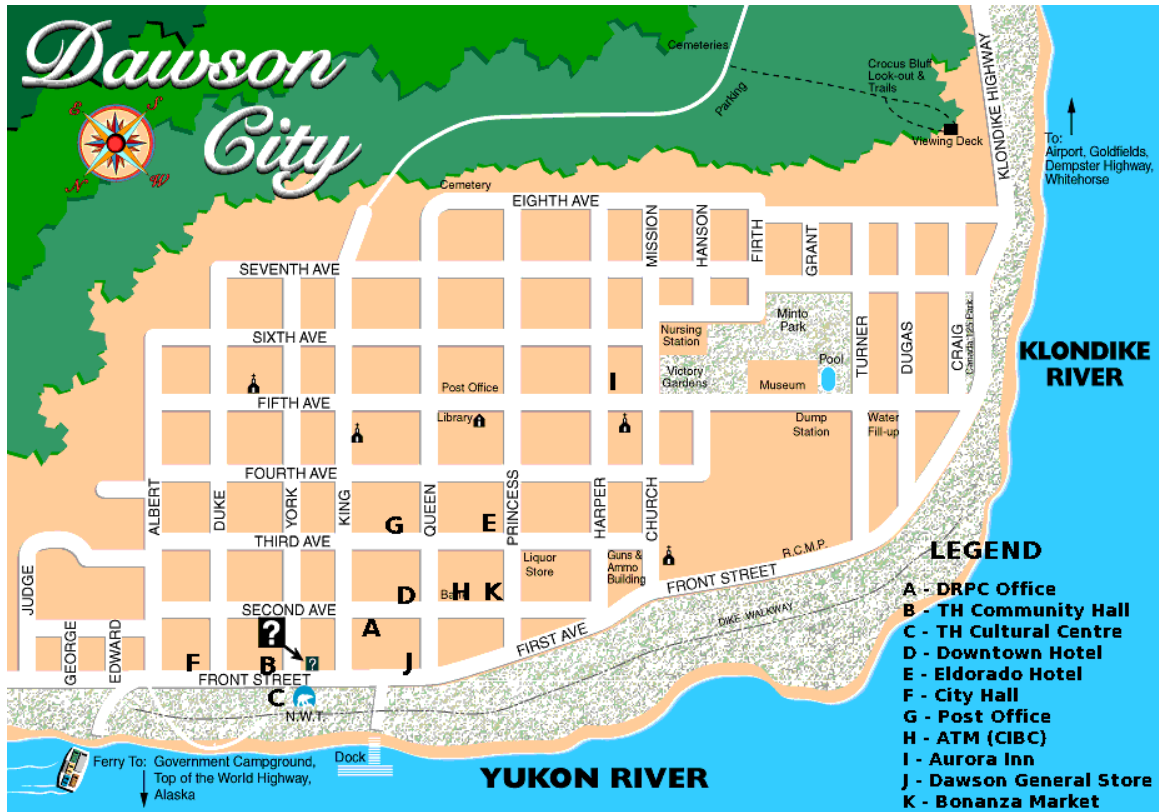 Dawson
City
E
S
N
W
Cemeteries
Parking
Crocus Bluff
Look-out &
Trails
Viewing Deck
KLONDIKE HIGHWAY
To:
Airport, Goldfields,
Dempster Highway,
Whitehorse
Cemetery
EIGHTH AVE
MISSION
HANSON
FIRTH
GRANT
SEVENTH AVE
SIXTH AVE
Nursing
Station
Minto
Park
TURNER
DUGAS
CRAIG
Canada 125 Park
KLONDIKE
RIVER
Post Office
I
Victory
Gardens
Museum
Pool
FIFTH AVE
Library
Dump
Station
Water
Fill-up
FOURTH AVE
ALBERT
DUKE
YORK
KING
QUEEN
PRINCESS
HARPER
CHURCH
G
E
THIRD AVE
Liquor
Store
Guns &
Ammo
Building
R.C.M.P.
FRONT STREET
JUDGE
D
H
K
SECOND AVE
?
A
DIKE WALKWAY
FIRST AVE
GEORGE
EDWARD
F
B
?
J
FRONT STREET
C
N.W.T.
Ferry To:
Government Campground,
Top of the World Highway,
Alaska
Dock
YUKON RIVER
LEGEND
A - DRPC Office
B - TH Community Hall
C - TH Cultural Centre
D - Downtown Hotel
E - Eldorado Hotel
F - City Hall
G - Post Office
H - ATM (CIBC)
I - Aurora Inn
J - Dawson General Store
K - Bonanza Market